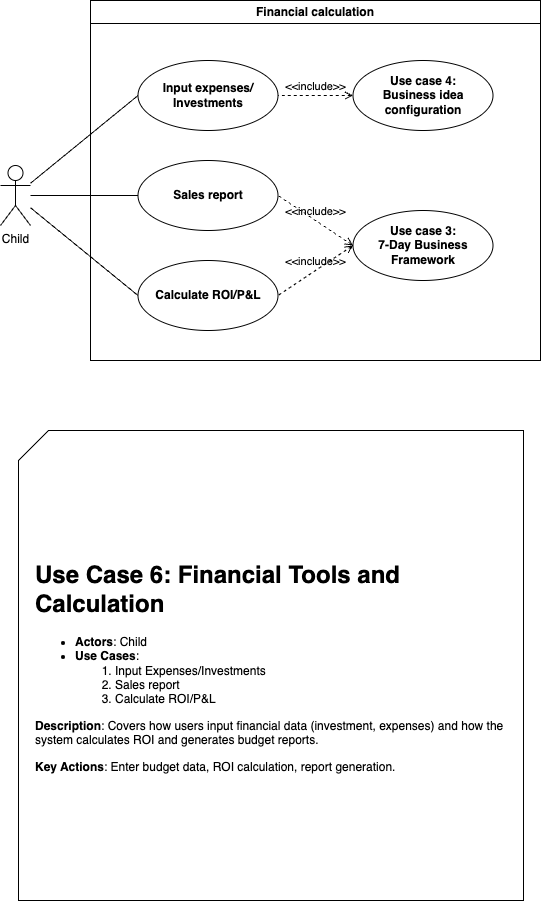 Financial calculation
Input expenses/
Investments
<<include>>
Use case 4:
Business idea
configuration
Sales report
<<include>>
Use case 3:
7-Day Business
Framework
<<include>>
Calculate ROI/P&L
Child
Use Case 6: Financial Tools and
Calculation
• Actors: Child
• Use Cases:
1. Input Expenses/Investments
2. Sales report
3. Calculate ROI/P&L
Description: Covers how users input financial data (investment, expenses) and how the
system calculates ROI and generates budget reports.
Key Actions: Enter budget data, ROI calculation, report generation.